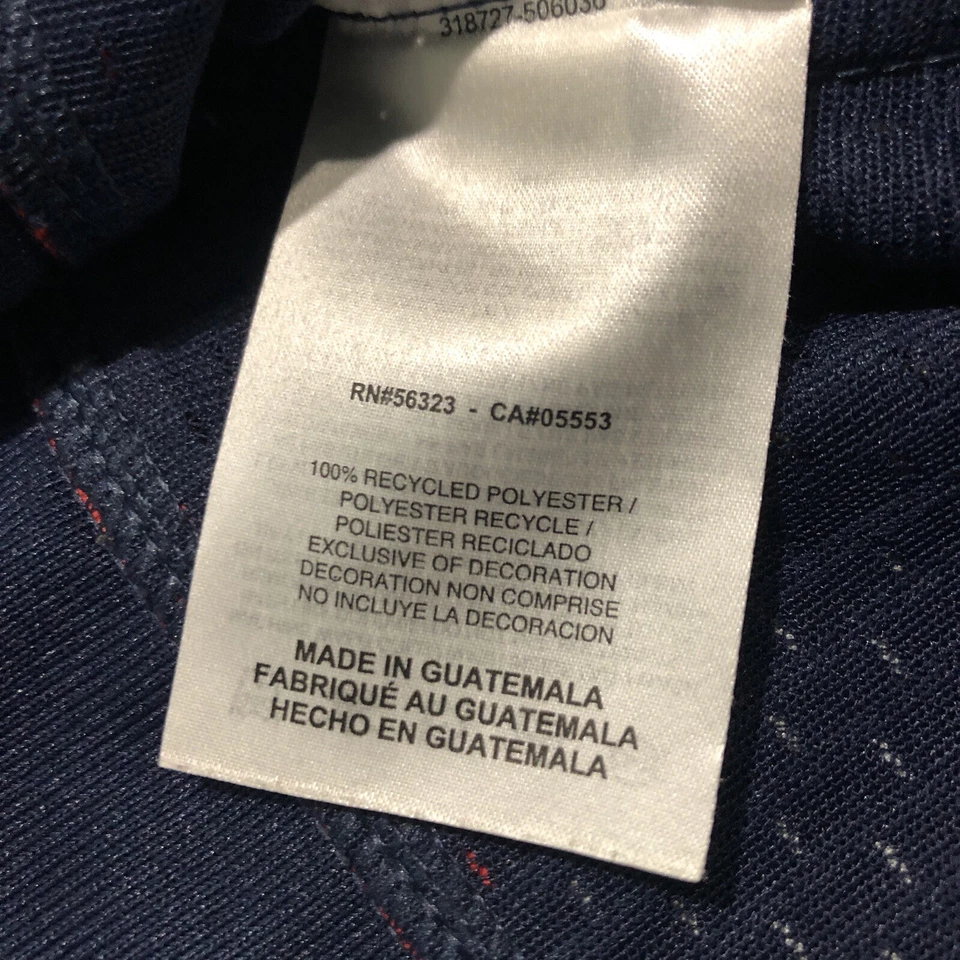 318727-506036
RN#56323 - CA#05553
100% RECYCLED POLYESTER /
POLYESTER RECYCLE /
POLIESTER RECICLADO
EXCLUSIVE OF DECORATION
DECORATION NON COMPRISE
NO INCLUYE LA DECORACION
MADE IN GUATEMALA
FABRIQUÉ AU GUATEMALA
HECHO EN GUATEMALA